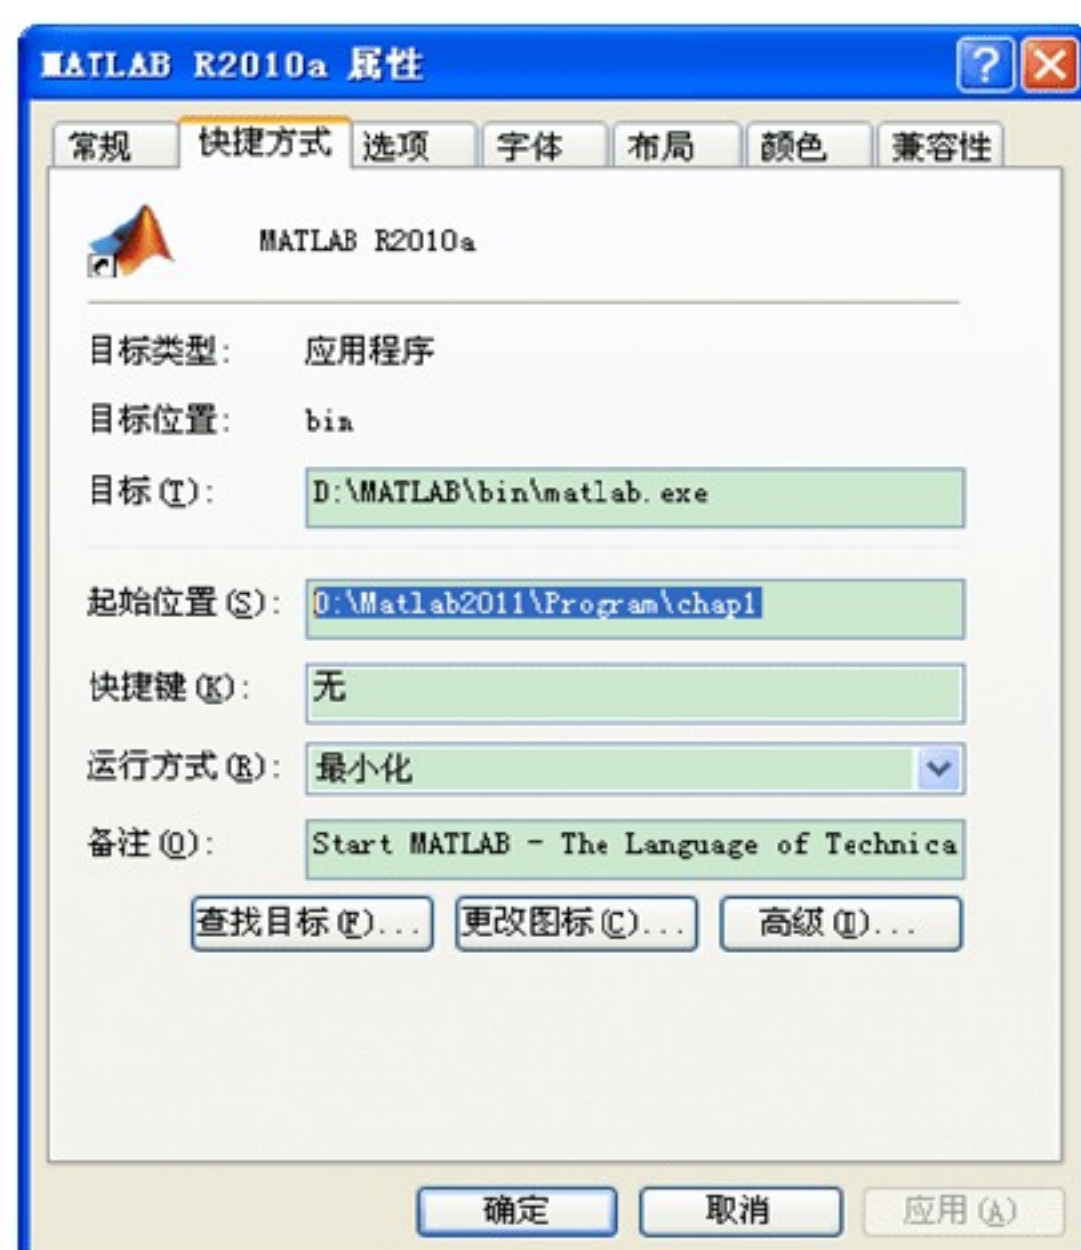 MATLAB R2010a 属性
常规 快捷方式 选项 字体 布局 颜色 兼容性
MATLAB R2010a
目标类型: 应用程序
目标位置: bin
目标(T): D:\MATLAB\bin\matlab.exe
起始位置(S): D:\Matlab2011\Program\chap1
快捷键(K): 无
运行方式(R): 最小化
备注(O): Start MATLAB - The Language of Technica
查找目标(F)... 更改图标(C)... 高级(D)...
确定 取消 应用(A)